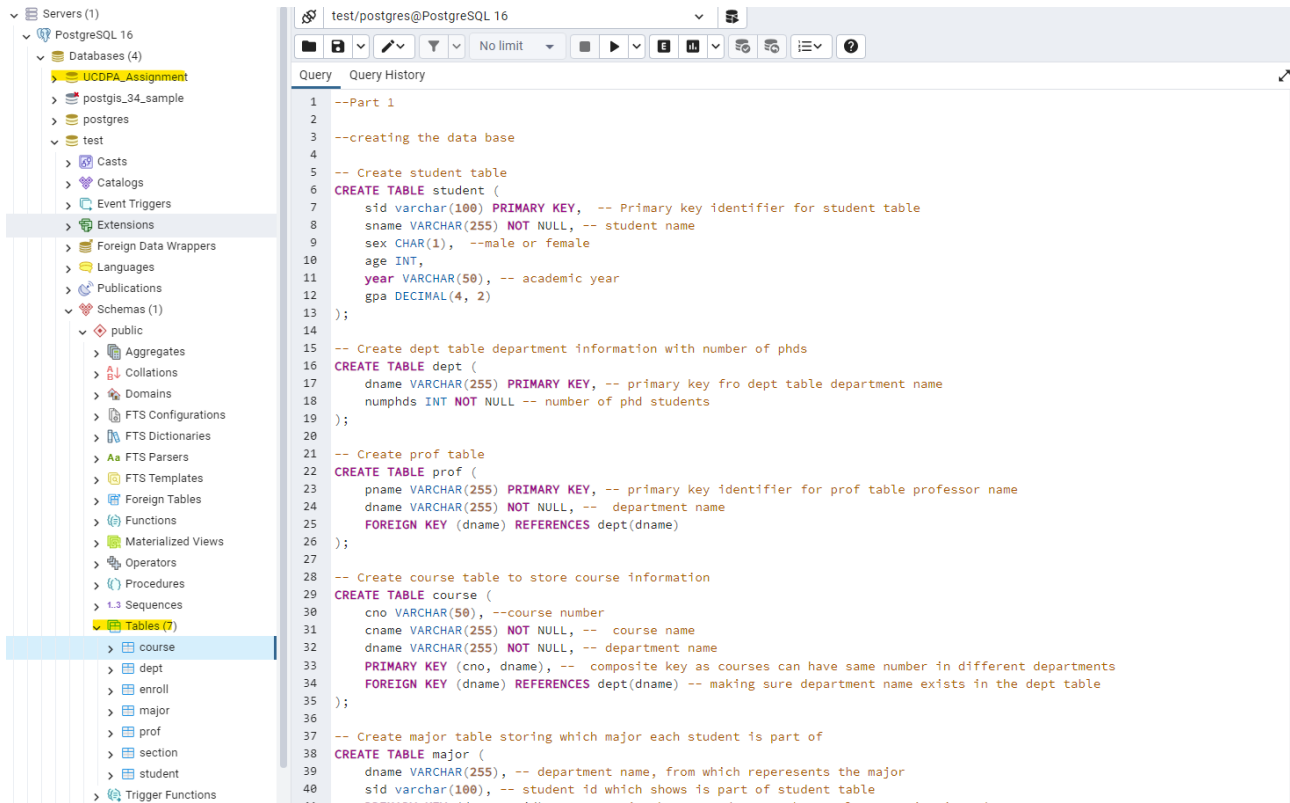 Servers (1)
PostgreSQL 16
Databases (4)
UCDPA_Assignment
postgis_34_sample
postgres
test
Casts
Catalogs
Event Triggers
Extensions
Foreign Data Wrappers
Languages
Publications
Schemas (1)
public
Aggregates
Collations
Domains
FTS Configurations
FTS Dictionaries
Aa FTS Parsers
FTS Templates
Foreign Tables
Functions
Materialized Views
Operators
Procedures
1..3 Sequences
Tables (7)
course
dept
enroll
major
prof
section
student
Trigger Functions
test/postgres@PostgreSQL 16
No limit
E
Query Query History
1 --Part 1
2
3 --creating the data base
4
5 -- Create student table
6 CREATE TABLE student (
7 sid varchar(100) PRIMARY KEY, -- Primary key identifier for student table
8 sname VARCHAR(255) NOT NULL, -- student name
9 sex CHAR(1), --male or female
10 age INT,
11 year VARCHAR(50), -- academic year
12 gpa DECIMAL(4, 2)
13 );
14
15 -- Create dept table department information with number of phds
16 CREATE TABLE dept (
17 dname VARCHAR(255) PRIMARY KEY, -- primary key fro dept table department name
18 numphds INT NOT NULL -- number of phd students
19 );
20
21 -- Create prof table
22 CREATE TABLE prof (
23 pname VARCHAR(255) PRIMARY KEY, -- primary key identifier for prof table professor name
24 dname VARCHAR(255) NOT NULL, -- department name
25 FOREIGN KEY (dname) REFERENCES dept(dname)
26 );
27
28 -- Create course table to store course information
29 CREATE TABLE course (
30 cno VARCHAR(50), --course number
31 cname VARCHAR(255) NOT NULL, -- course name
32 dname VARCHAR(255) NOT NULL, -- department name
33 PRIMARY KEY (cno, dname), -- composite key as courses can have same number in different departments
34 FOREIGN KEY (dname) REFERENCES dept(dname) -- making sure department name exists in the dept table
35 );
36
37 -- Create major table storing which major each student is part of
38 CREATE TABLE major (
39 dname VARCHAR(255), -- department name, from which reperesents the major
40 sid varchar(100), -- student id which shows is part of student table